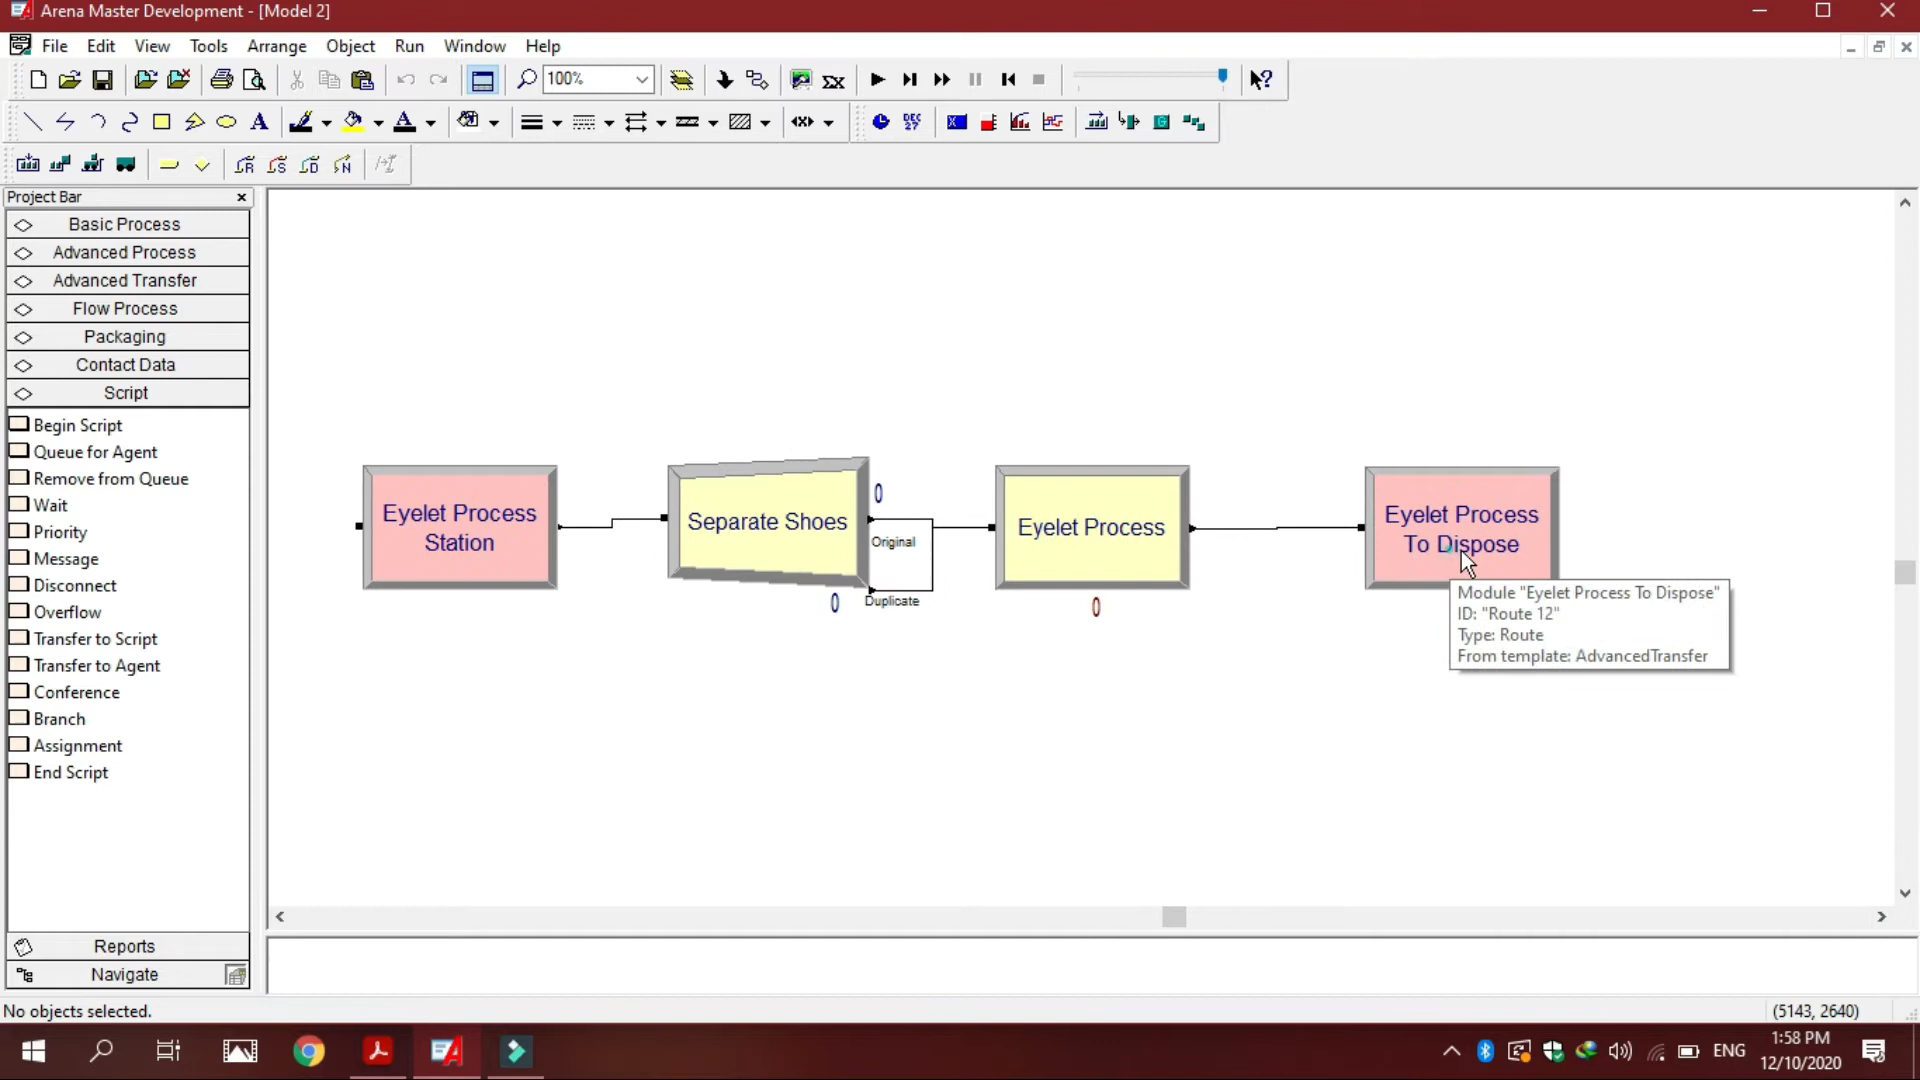 Arena Master Development - [Model 2]
File Edit View Tools Arrange Object Run Window Help
100%
Project Bar
Basic Process
Advanced Process
Advanced Transfer
Flow Process
Packaging
Contact Data
Script
Begin Script
Queue for Agent
Remove from Queue
Wait
Priority
Message
Disconnect
Overflow
Transfer to Script
Transfer to Agent
Conference
Branch
Assignment
End Script
Reports
Navigate
Eyelet Process
Station
Separate Shoes
0
Original
0
Duplicate
Eyelet Process
0
Eyelet Process
To Dispose
Module "Eyelet Process To Dispose"
ID: "Route 12"
Type: Route
From template: AdvancedTransfer
No objects selected.
(5143, 2640)
ENG
1:58 PM
12/10/2020